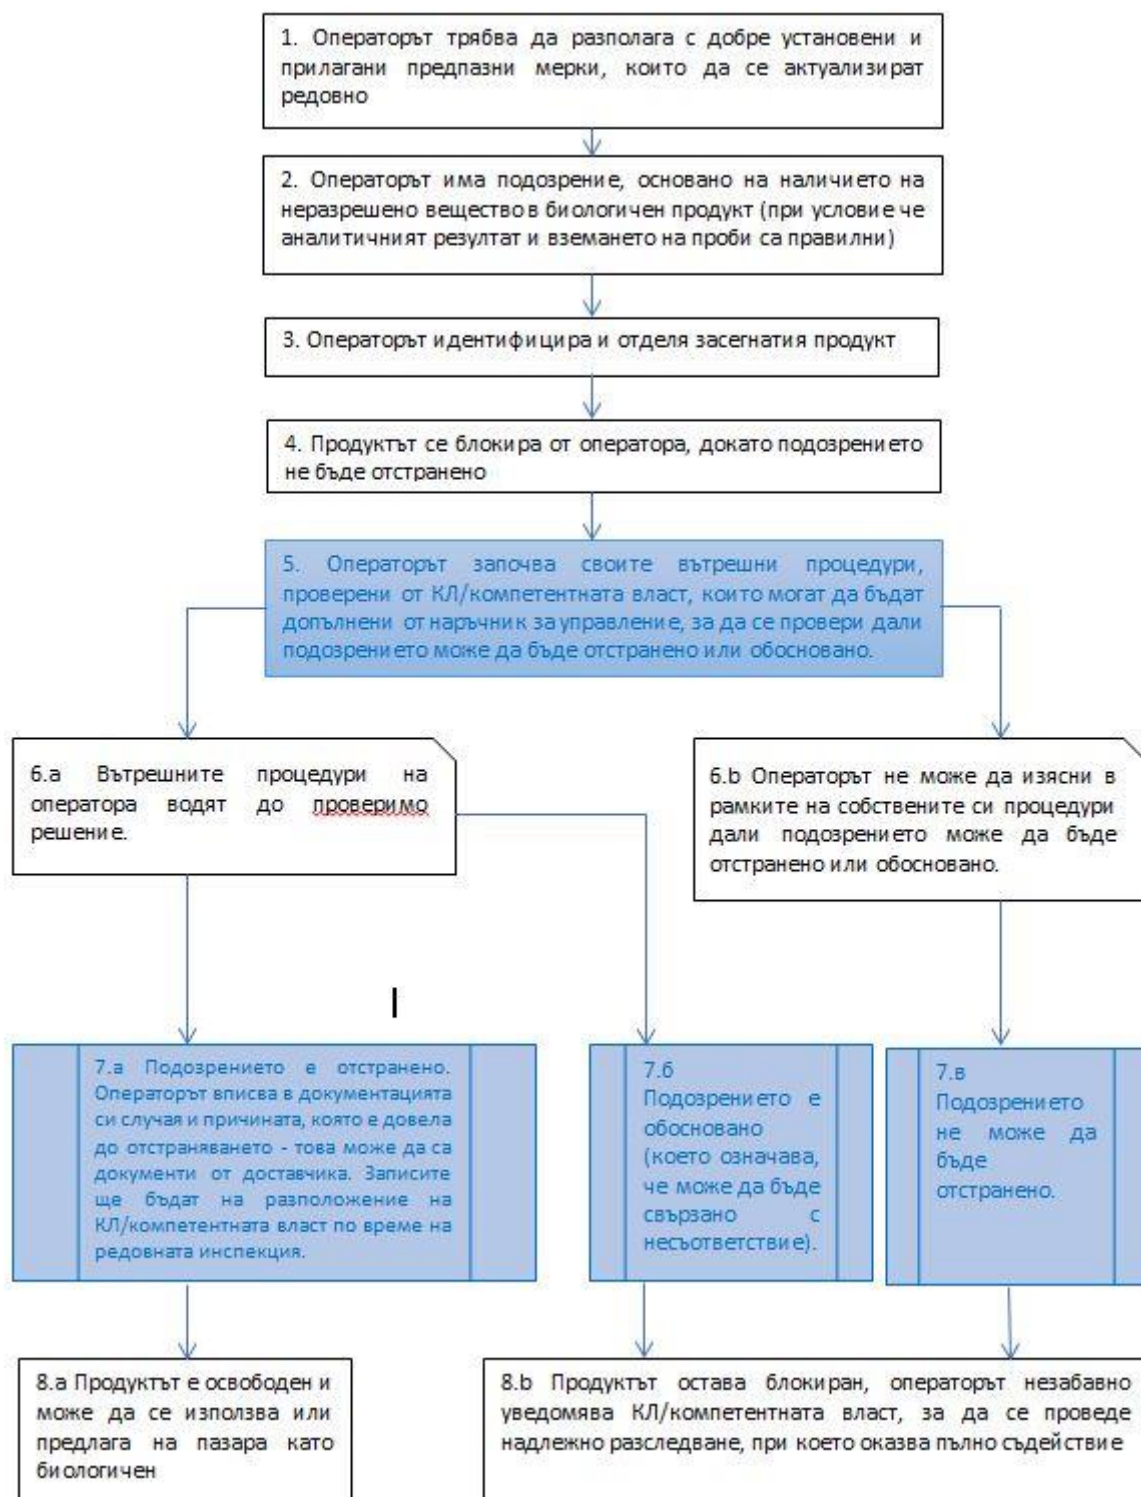 1. Операторът трябва да разполага с добре установени и
прилагани предпазни мерки, които да се актуализират
редовно
2. Операторът има подозрение, основано на наличието на
неразрешено вещество в биологичен продукт (при условие че
аналитичният резултат и вземането на проби са правилни)
3. Операторът идентифицира и отделя засегнатия продукт
4. Продуктът се блокира от оператора, докато подозрението
не бъде отстранено
5. Операторът започва своите вътрешни процедури,
проверени от КЛ/компетентната власт, които могат да бъдат
допълнени от наръчник за управление, за да се провери дали
подозрението може да бъде отстранено или обосновано.
6.a Вътрешните процедури на
оператора водят до проверимо
решение.
6.b Операторът не може да изясни в
рамките на собствените си процедури
дали подозрението може да бъде
отстранено или обосновано.
7.a Подозрението е отстранено.
Операторът вписва в документацията
си случая и причината, която е довела
до отстраняването - това може да са
документи от доставчика. Записите
ще бъдат на разположение на
КЛ/компетентната власт по време на
редовната инспекция.
7.б
Подозрението е
обосновано
(което означава,
че може да бъде
свързано с
несъответствие).
7.в
Подозрението
не може да
бъде
отстранено.
8.a Продуктът е освободен и
може да се използва или
предлага на пазара като
биологичен
8.b Продуктът остава блокиран, операторът незабавно
уведомява КЛ/компетентната власт, за да се проведе
надлежно разследване, при което оказва пълно съдействие